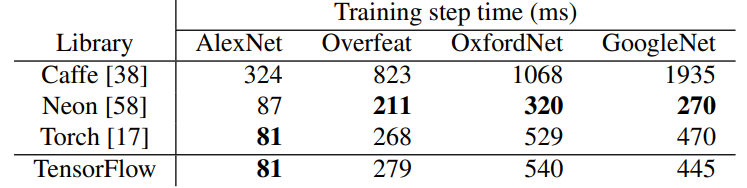 Training step time (ms)
Library AlexNet Overfeat OxfordNet GoogleNet
Caffe [38] 324 823 1068 1935
Neon [58] 87 211 320 270
Torch [17] 81 268 529 470
TensorFlow 81 279 540 445